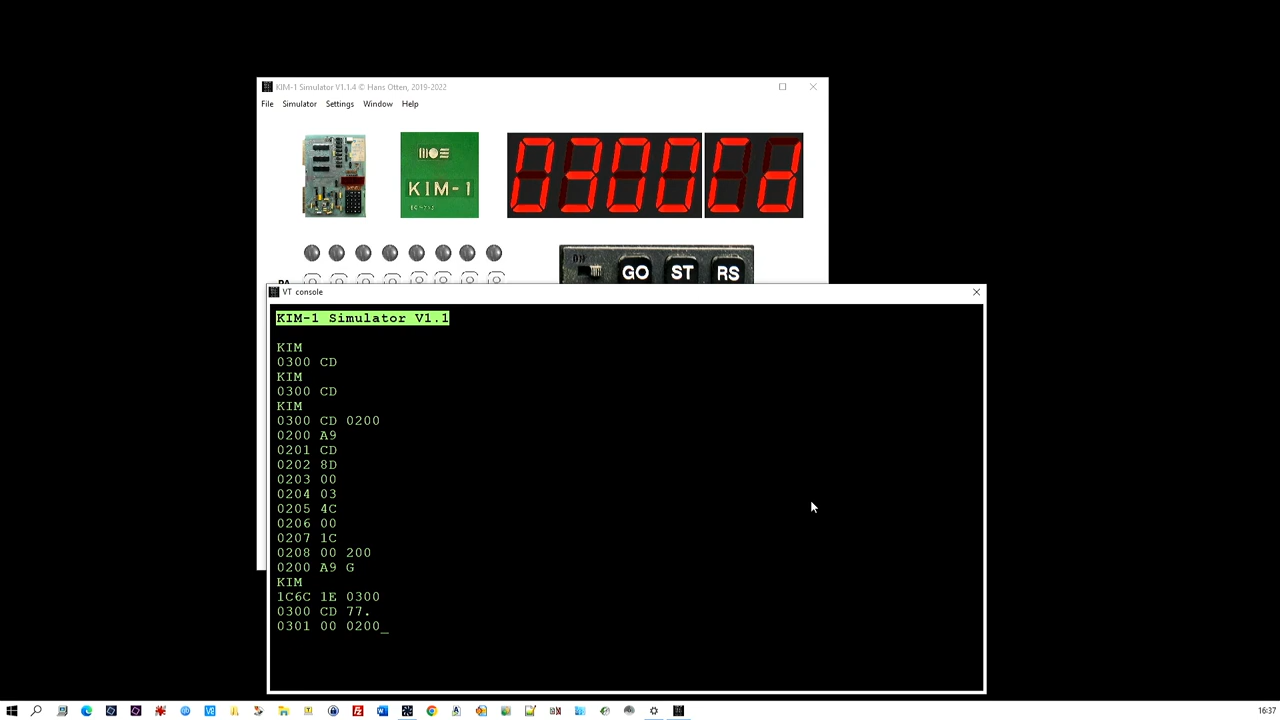 KIM-1 Simulator V1.1.4 © Hans Otten, 2019-2022
File Simulator Settings Window Help
KIM-1
0300Cd
GO ST RS
VT console
KIM-1 Simulator V1.1
KIM
0300 CD
KIM
0300 CD
KIM
0300 CD 0200
0200 A9
0201 CD
0202 8D
0203 00
0204 03
0205 4C
0206 00
0207 1C
0208 00 200
0200 A9 G
KIM
1C6C 1E 0300
0300 CD 77.
0301 00 0200_
16:37